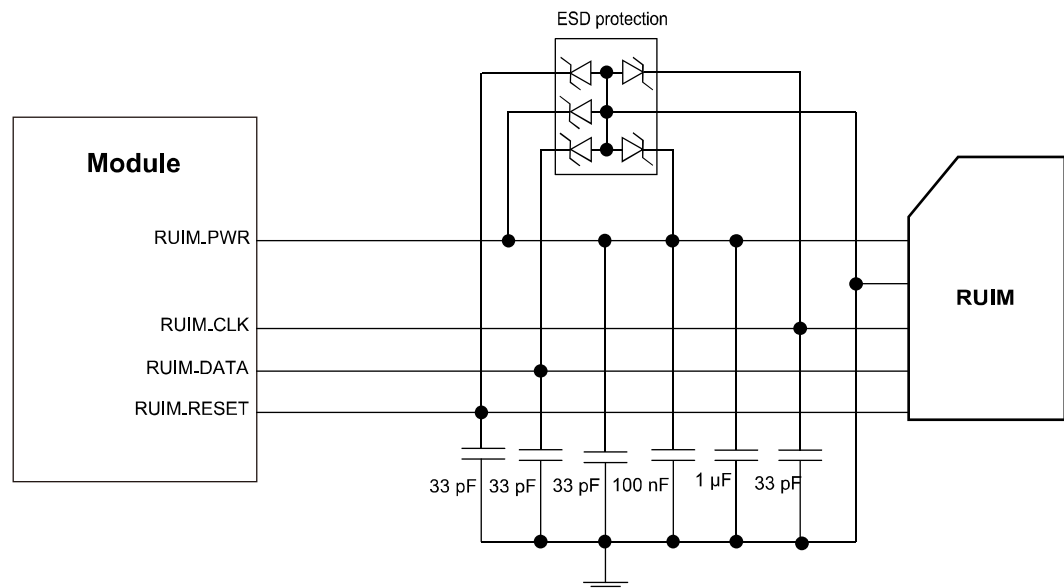 ESD protection
Module
RUIM_PWR
RUIM
RUIM_CLK
RUIM_DATA
RUIM_RESET
33 pF
33 pF
33 pF
100 nF
1 µF
33 pF